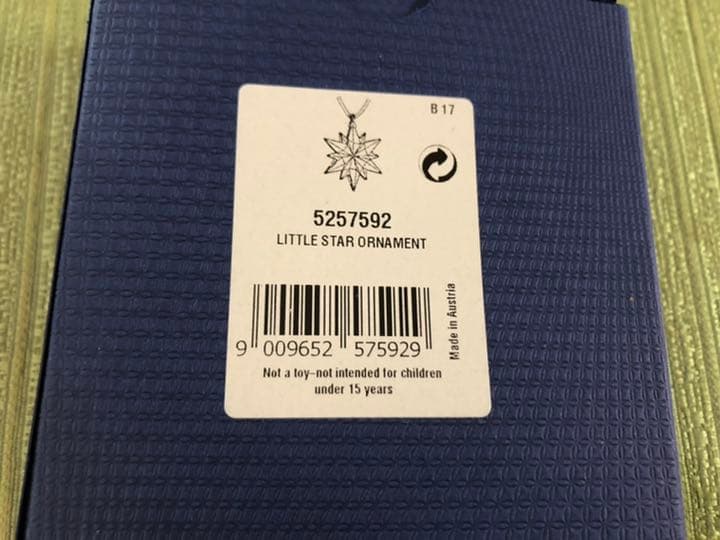 B 17
5257592
LITTLE STAR ORNAMENT
9 009652 575929
Made in Austria
Not a toy–not intended for children
under 15 years